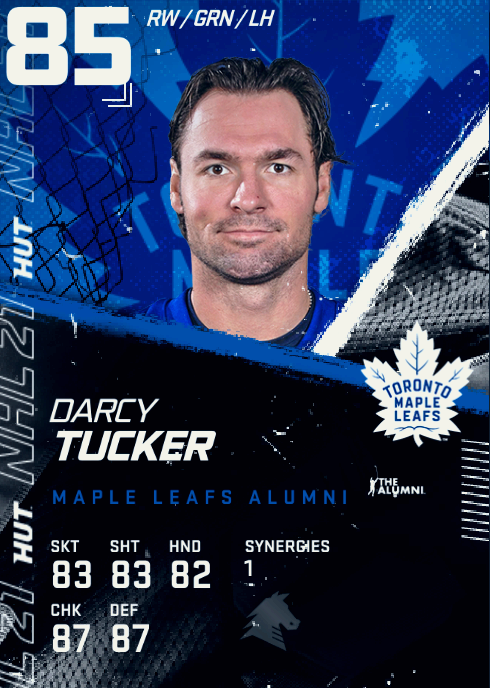 85
RW / GRN / LH
TORONTO
MAPLE
LEAFS
DARCY
TUCKER
MAPLE LEAFS ALUMNI
THE
ALUMNI
SKT SHT HND SYNERGIES
83 83 82 1
CHK DEF
87 87
HUT NHL 21 HUT NHL